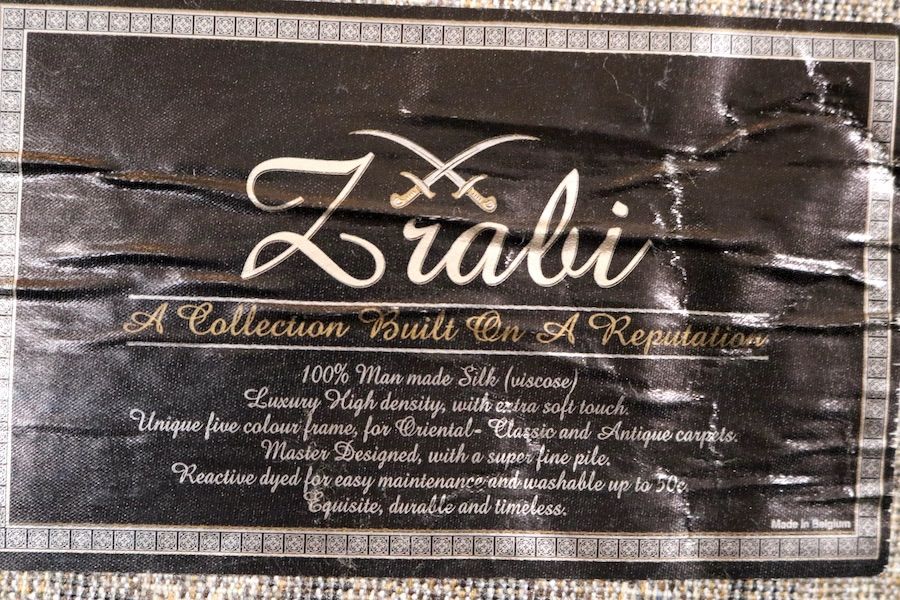 Zrabi
A Collection Built On A Reputation
100% Man made Silk (viscose)
Luxury High density, with extra soft touch.
Unique five colour frame, for Oriental- Classic and Antique carpets.
Master Designed, with a super fine pile.
Reactive dyed for easy maintenance and washable up to 30c.
Equisite, durable and timeless.
Made in Belgium